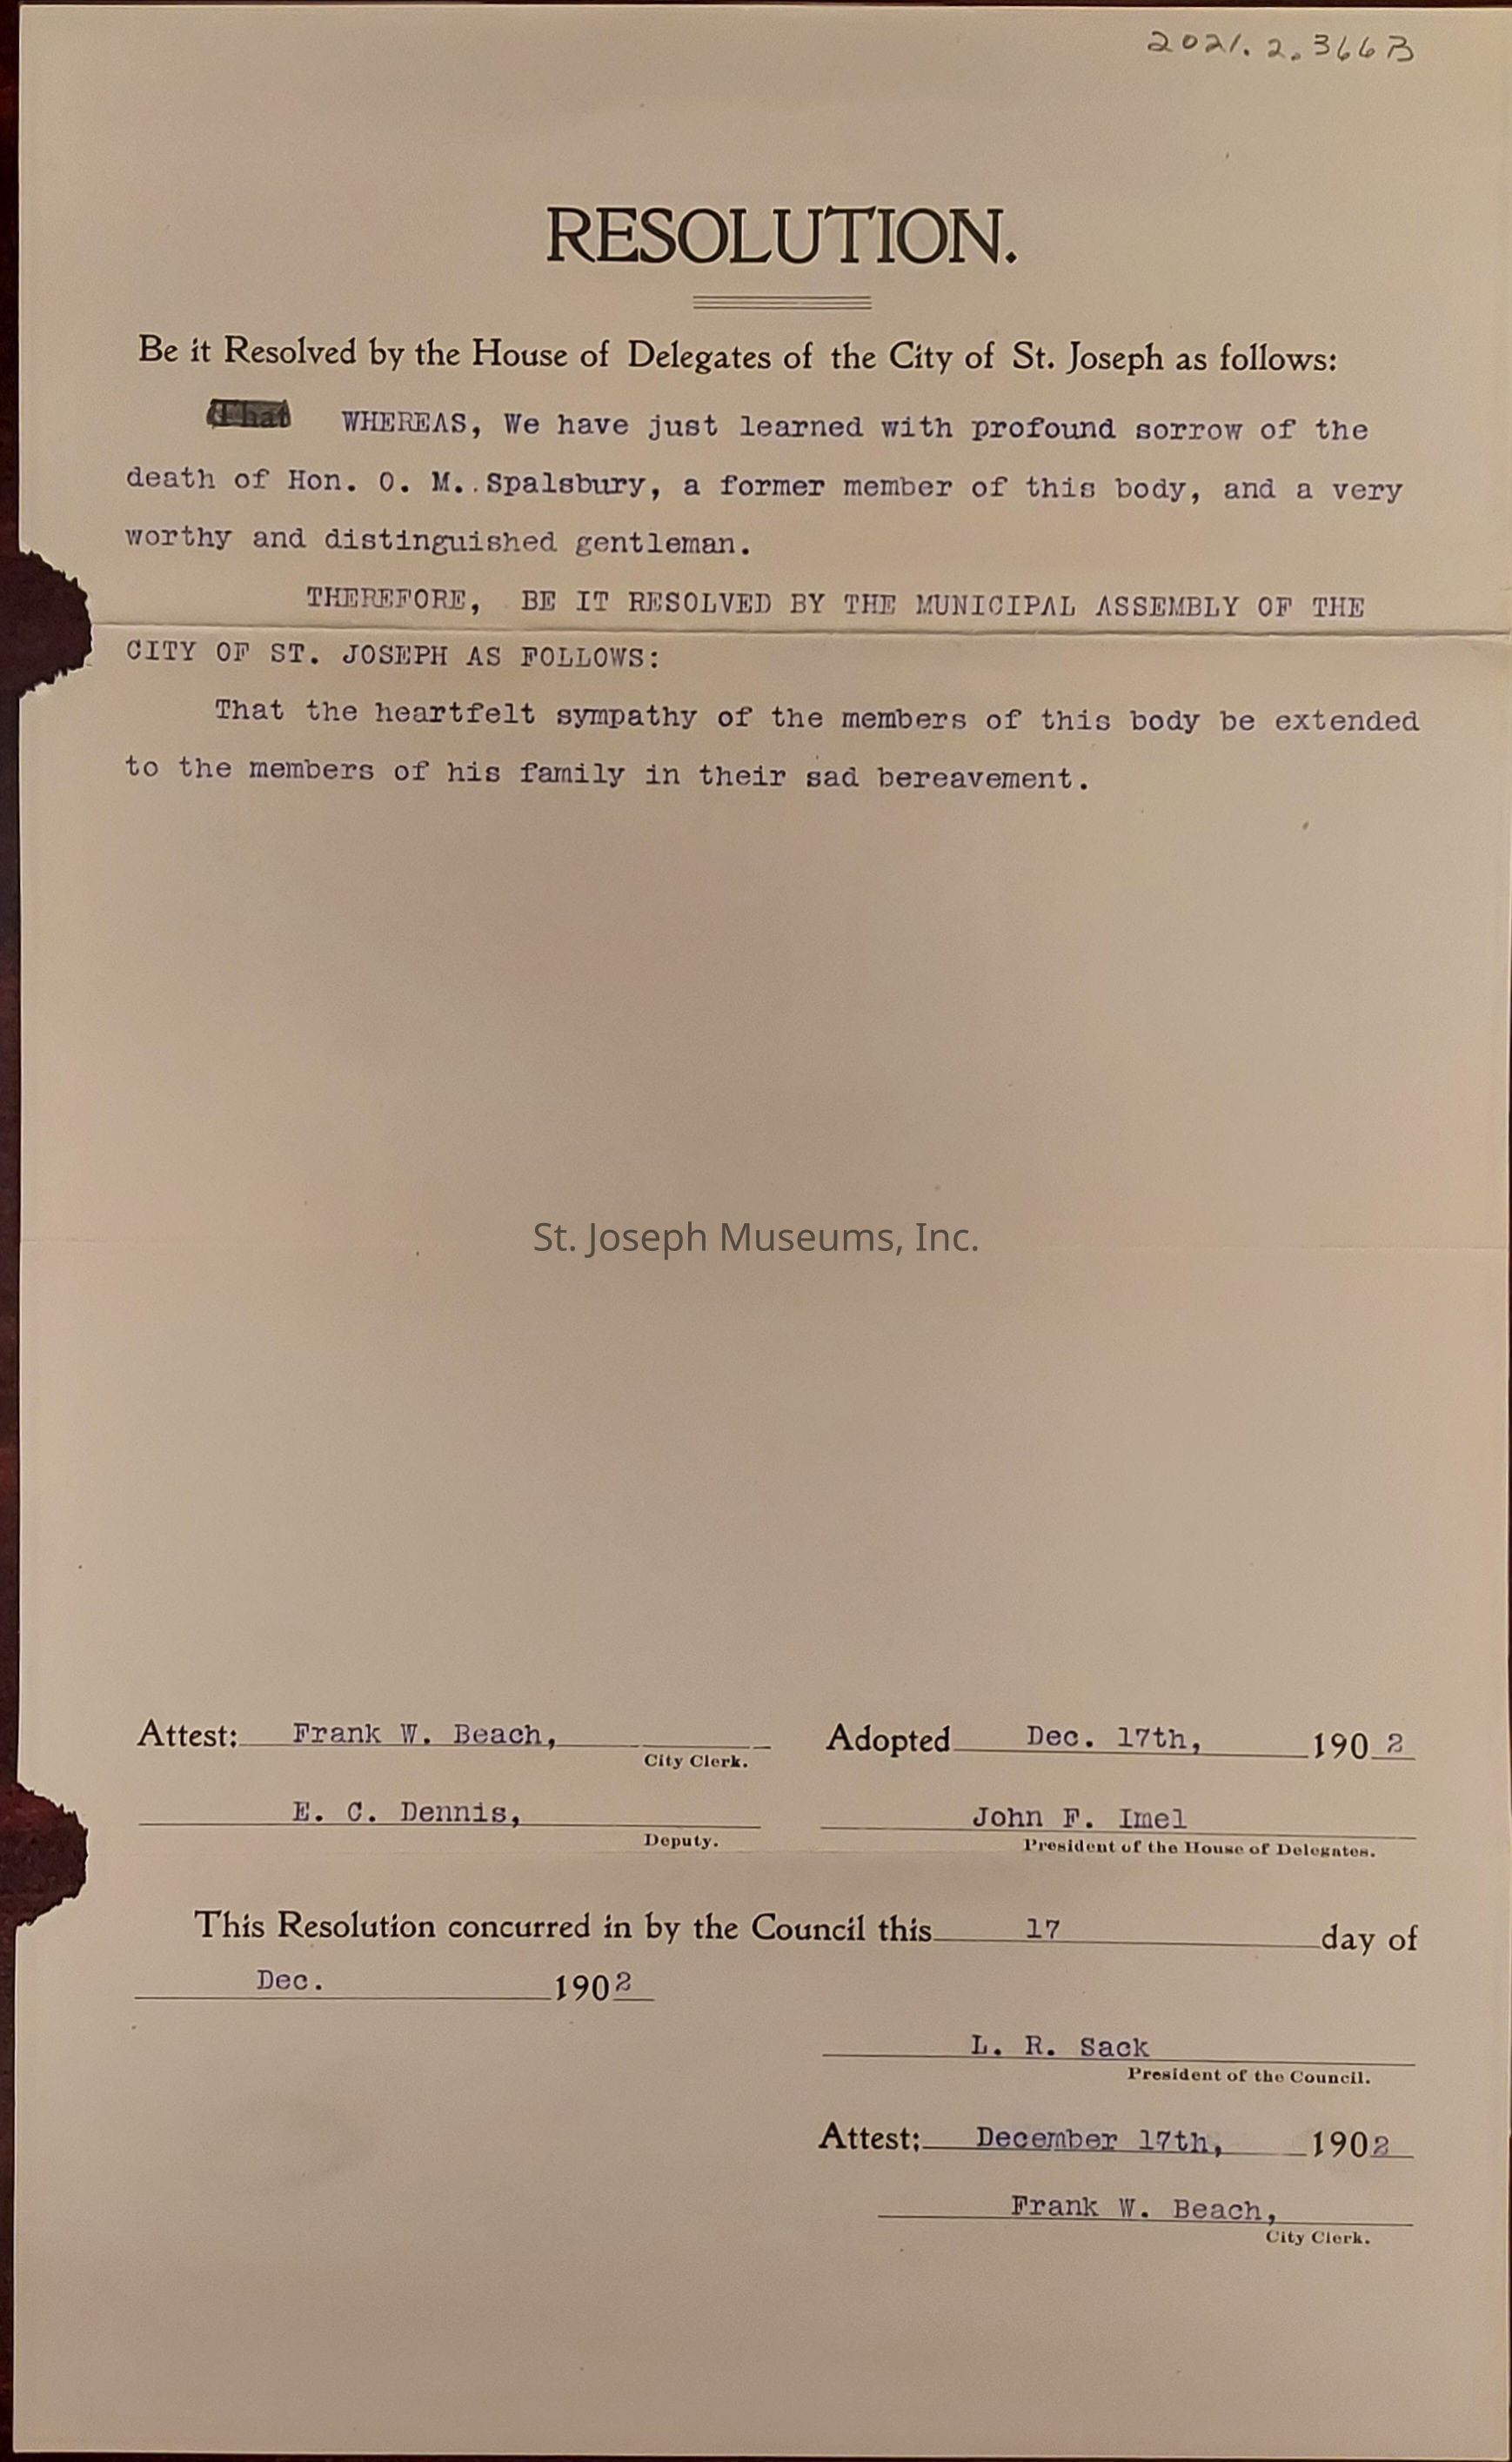 2021.2.366B
RESOLUTION.
Be it Resolved by the House of Delegates of the City of St. Joseph as follows:
That WHEREAS, We have just learned with profound sorrow of the
death of Hon. O. M..Spalsbury, a former member of this body, and a very
worthy and distinguished gentleman.
THEREFORE, BE IT RESOLVED BY THE MUNICIPAL ASSEMBLY OF THE
CITY OF ST. JOSEPH AS FOLLOWS:
That the heartfelt sympathy of the members of this body be extended
to the members of his family in their sad bereavement.
St. Joseph Museums, Inc.
Attest: Frank W. Beach, Adopted Dec. 17th, 1902
City Clerk.
E. C. Dennis, John F. Imel
Deputy. President of the House of Delegates.
This Resolution concurred in by the Council this 17 day of
Dec. 1902
L. R. Sack
President of the Council.
Attest: December 17th, 1902
Frank W. Beach,
City Clerk.